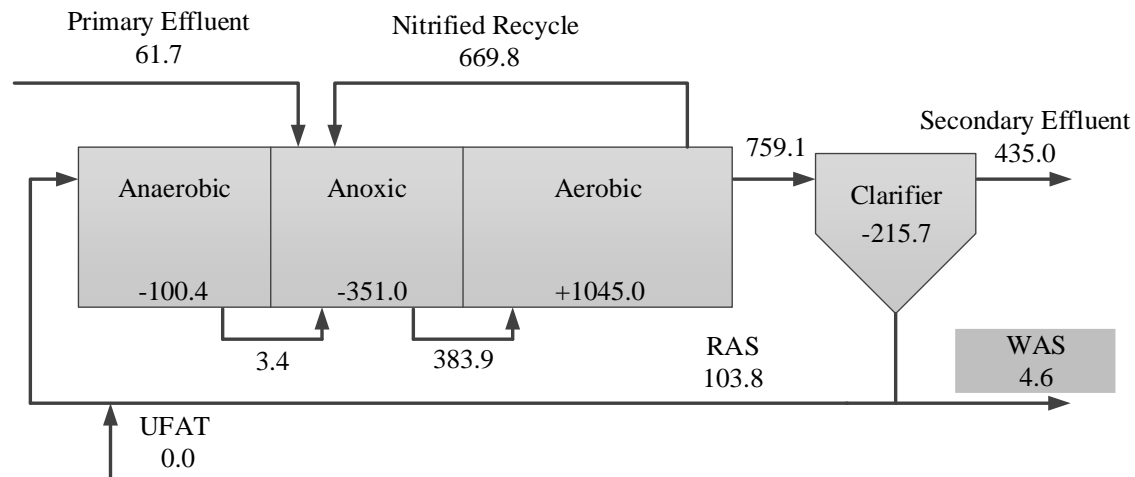 Primary Effluent
61.7
Nitrified Recycle
669.8
Secondary Effluent
435.0
759.1
Anaerobic
Anoxic
Aerobic
Clarifier
-215.7
-100.4
-351.0
+1045.0
3.4
383.9
RAS
103.8
WAS
4.6
UFAT
0.0